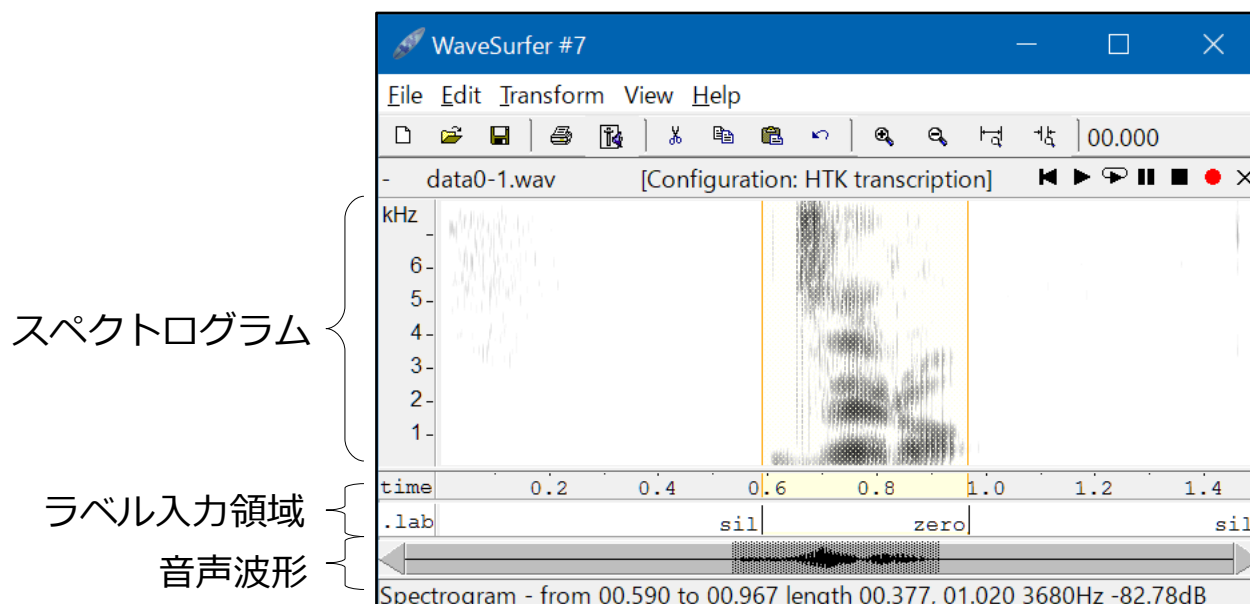 WaveSurfer #7
File Edit Transform View Help
00.000
- data0-1.wav [Configuration: HTK transcription]
kHz
6
5
スペクトログラム
4
3
2
1
time 0.2 0.4 0.6 0.8 1.0 1.2 1.4
ラベル入力領域
.lab sil zero sil
音声波形
Spectrogram - from 00.590 to 00.967 length 00.377, 01.020 3680Hz -82.78dB